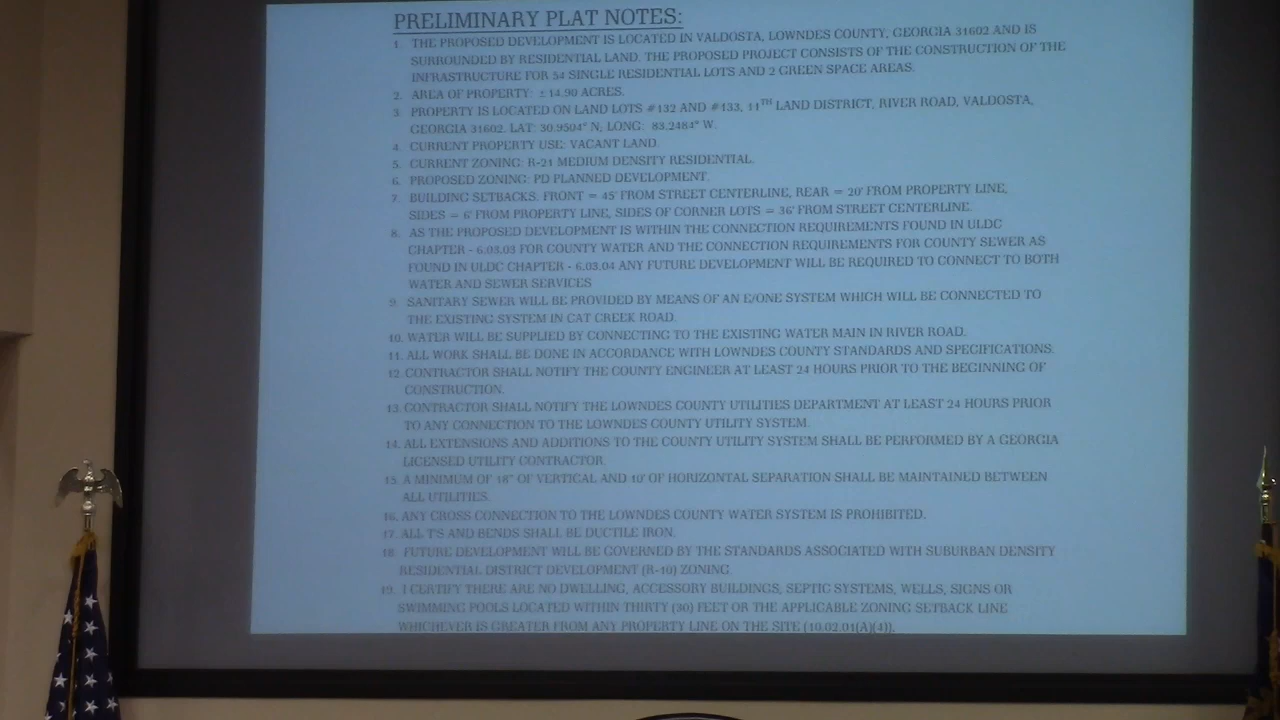 PRELIMINARY PLAT NOTES:
1. THE PROPOSED DEVELOPMENT IS LOCATED IN VALDOSTA, LOWNDES COUNTY, GEORGIA 31602 AND IS
SURROUNDED BY RESIDENTIAL LAND. THE PROPOSED PROJECT CONSISTS OF THE CONSTRUCTION OF THE
INFRASTRUCTURE FOR 54 SINGLE RESIDENTIAL LOTS AND 2 GREEN SPACE AREAS.
2. AREA OF PROPERTY: ±14.90 ACRES.
3. PROPERTY IS LOCATED ON LAND LOTS #132 AND #133, 11TH LAND DISTRICT, RIVER ROAD, VALDOSTA,
GEORGIA 31602. LAT: 30.9504° N, LONG: 83.2484° W.
4. CURRENT PROPERTY USE: VACANT LAND.
5. CURRENT ZONING: R-21 MEDIUM DENSITY RESIDENTIAL.
6. PROPOSED ZONING: PD PLANNED DEVELOPMENT.
7. BUILDING SETBACKS: FRONT = 45' FROM STREET CENTERLINE, REAR = 20' FROM PROPERTY LINE,
SIDES = 6' FROM PROPERTY LINE, SIDES OF CORNER LOTS = 36' FROM STREET CENTERLINE.
8. AS THE PROPOSED DEVELOPMENT IS WITHIN THE CONNECTION REQUIREMENTS FOUND IN ULDC
CHAPTER - 6.03.03 FOR COUNTY WATER AND THE CONNECTION REQUIREMENTS FOR COUNTY SEWER AS
FOUND IN ULDC CHAPTER - 6.03.04 ANY FUTURE DEVELOPMENT WILL BE REQUIRED TO CONNECT TO BOTH
WATER AND SEWER SERVICES
9. SANITARY SEWER WILL BE PROVIDED BY MEANS OF AN E/ONE SYSTEM WHICH WILL BE CONNECTED TO
THE EXISTING SYSTEM IN CAT CREEK ROAD.
10. WATER WILL BE SUPPLIED BY CONNECTING TO THE EXISTING WATER MAIN IN RIVER ROAD.
11. ALL WORK SHALL BE DONE IN ACCORDANCE WITH LOWNDES COUNTY STANDARDS AND SPECIFICATIONS.
12. CONTRACTOR SHALL NOTIFY THE COUNTY ENGINEER AT LEAST 24 HOURS PRIOR TO THE BEGINNING OF
CONSTRUCTION.
13. CONTRACTOR SHALL NOTIFY THE LOWNDES COUNTY UTILITIES DEPARTMENT AT LEAST 24 HOURS PRIOR
TO ANY CONNECTION TO THE LOWNDES COUNTY UTILITY SYSTEM.
14. ALL EXTENSIONS AND ADDITIONS TO THE COUNTY UTILITY SYSTEM SHALL BE PERFORMED BY A GEORGIA
LICENSED UTILITY CONTRACTOR.
15. A MINIMUM OF 18" OF VERTICAL AND 10' OF HORIZONTAL SEPARATION SHALL BE MAINTAINED BETWEEN
ALL UTILITIES.
16. ANY CROSS CONNECTION TO THE LOWNDES COUNTY WATER SYSTEM IS PROHIBITED.
17. ALL T'S AND BENDS SHALL BE DUCTILE IRON.
18. FUTURE DEVELOPMENT WILL BE GOVERNED BY THE STANDARDS ASSOCIATED WITH SUBURBAN DENSITY
RESIDENTIAL DISTRICT DEVELOPMENT (R-10) ZONING.
19. I CERTIFY THERE ARE NO DWELLING, ACCESSORY BUILDINGS, SEPTIC SYSTEMS, WELLS, SIGNS OR
SWIMMING POOLS LOCATED WITHIN THIRTY (30) FEET OR THE APPLICABLE ZONING SETBACK LINE
WHICHEVER IS GREATER FROM ANY PROPERTY LINE ON THE SITE (10.02.01(A)(4)).